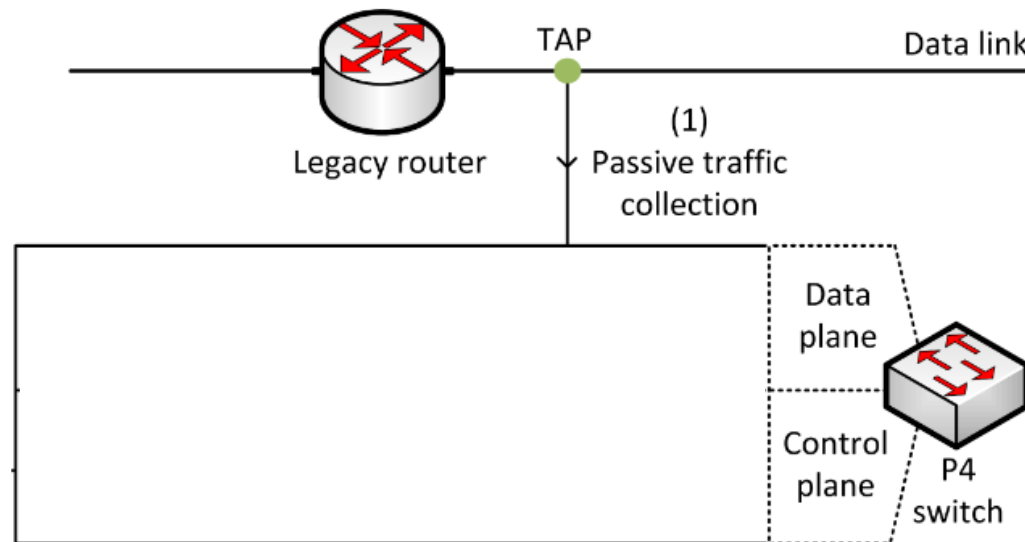 TAP
Data link
(1)
Legacy router
Passive traffic
collection
Data
plane
Control
plane
P4
switch